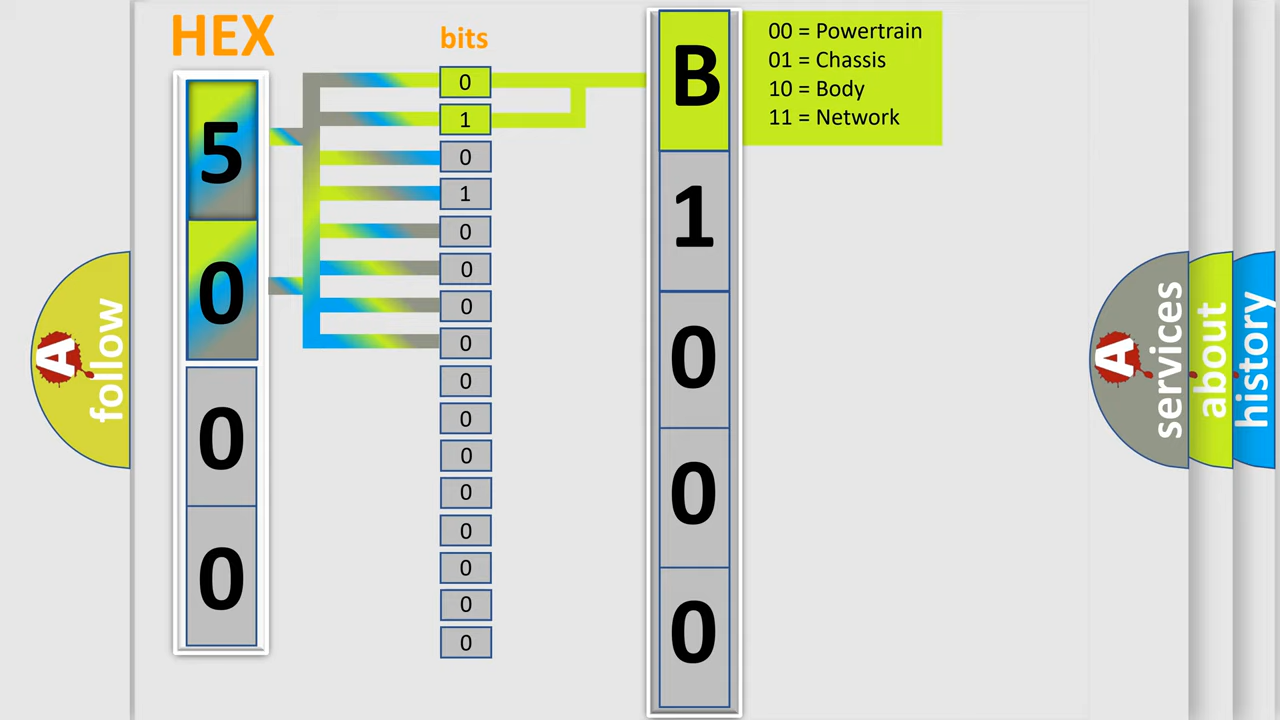 HEX
bits
5
0
0
0
0
1
0
1
0
0
0
0
0
0
0
0
0
0
0
0
B
1
0
0
0
00 = Powertrain
01 = Chassis
10 = Body
11 = Network
A
follow
A
services
about
history